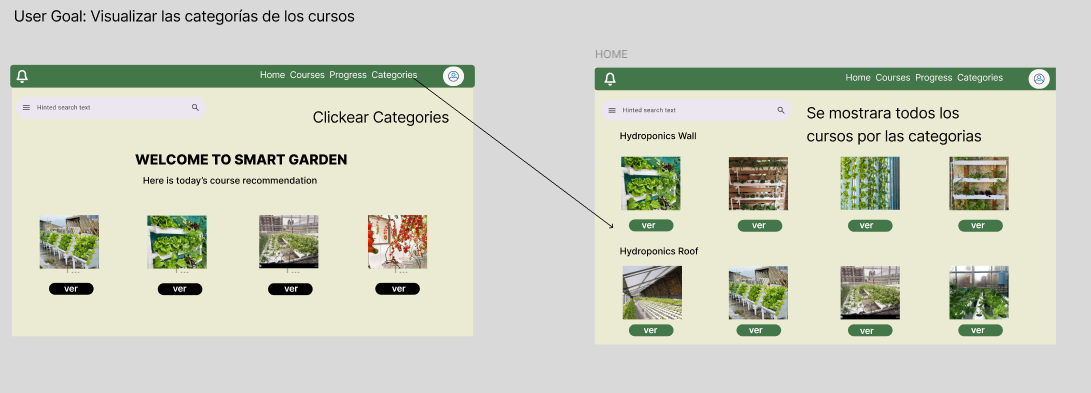 User Goal: Visualizar las categorías de los cursos
Home Courses Progress Categories
Hinted search text
Clickear Categories
WELCOME TO SMART GARDEN
Here is today's course recommendation
ver ver ver ver
HOME
Home Courses Progress Categories
Hinted search text
Se mostrara todos los
cursos por las categorias
Hydroponics Wall
ver ver ver ver
Hydroponics Roof
ver ver ver ver